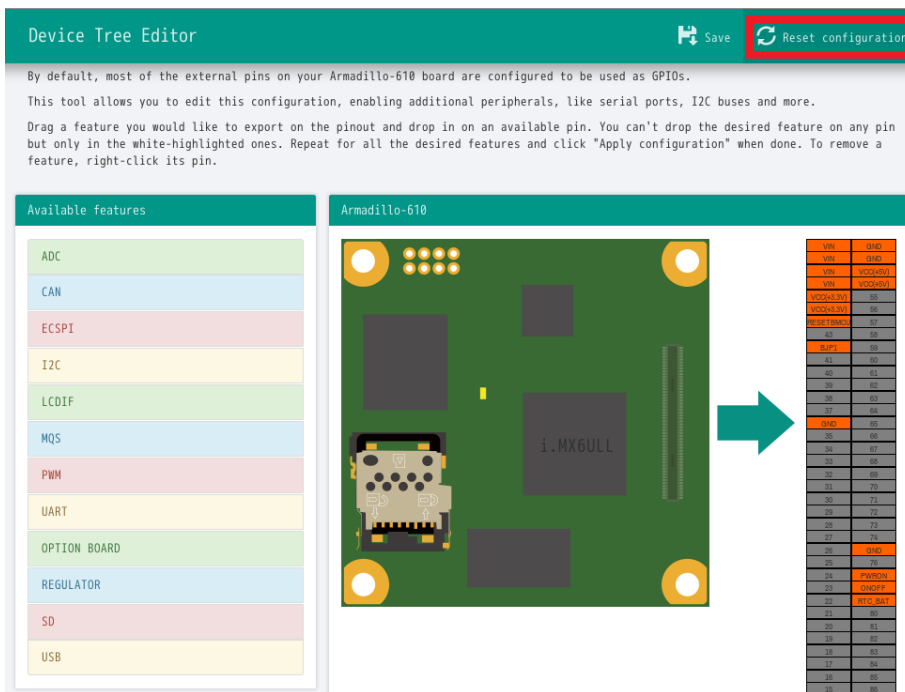 Device Tree Editor
Save
Reset configuration
By default, most of the external pins on your Armadillo-610 board are configured to be used as GPIOs.
This tool allows you to edit this configuration, enabling additional peripherals, like serial ports, I2C buses and more.
Drag a feature you would like to export on the pinout and drop in on an available pin. You can't drop the desired feature on any pin
but only in the white-highlighted ones. Repeat for all the desired features and click "Apply configuration" when done. To remove a
feature, right-click its pin.
Available features
ADC
CAN
ECSPI
I2C
LCDIF
MQS
PWM
UART
OPTION BOARD
REGULATOR
SD
USB
Armadillo-610
i.MX6ULL
VIN GND
VIN GND
VIN VCC(+5V)
VIN VCC(+5V)
VCC(+3.3V) 55
VCC(+3.3V) 56
RESETBMCU 57
43 58
BJP1 59
41 60
40 61
39 62
38 63
37 64
GND 65
35 66
34 67
33 68
32 69
31 70
30 71
29 72
28 73
27 74
26 GND
25 76
24 PWRON
23 ONOFF
22 RTC_BAT
21 80
20 81
19 82
18 83
17 84
16 85
15 86